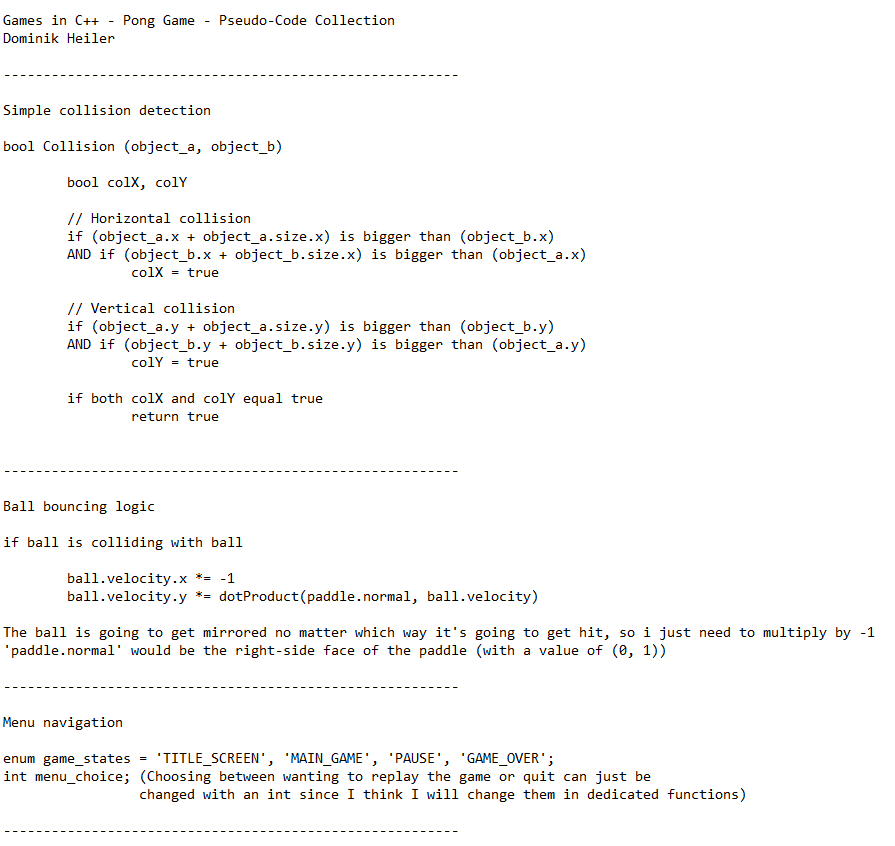 Games in C++ - Pong Game - Pseudo-Code Collection
Dominik Heiler
---------------------------------------------------------
Simple collision detection
bool Collision (object_a, object_b)
bool colX, colY
// Horizontal collision
if (object_a.x + object_a.size.x) is bigger than (object_b.x)
AND if (object_b.x + object_b.size.x) is bigger than (object_a.x)
colX = true
// Vertical collision
if (object_a.y + object_a.size.y) is bigger than (object_b.y)
AND if (object_b.y + object_b.size.y) is bigger than (object_a.y)
colY = true
if both colX and colY equal true
return true
---------------------------------------------------------
Ball bouncing logic
if ball is colliding with ball
ball.velocity.x *= -1
ball.velocity.y *= dotProduct(paddle.normal, ball.velocity)
The ball is going to get mirrored no matter which way it's going to get hit, so i just need to multiply by -1
'paddle.normal' would be the right-side face of the paddle (with a value of (0, 1))
---------------------------------------------------------
Menu navigation
enum game_states = 'TITLE_SCREEN', 'MAIN_GAME', 'PAUSE', 'GAME_OVER';
int menu_choice; (Choosing between wanting to replay the game or quit can just be
changed with an int since I think I will change them in dedicated functions)
---------------------------------------------------------